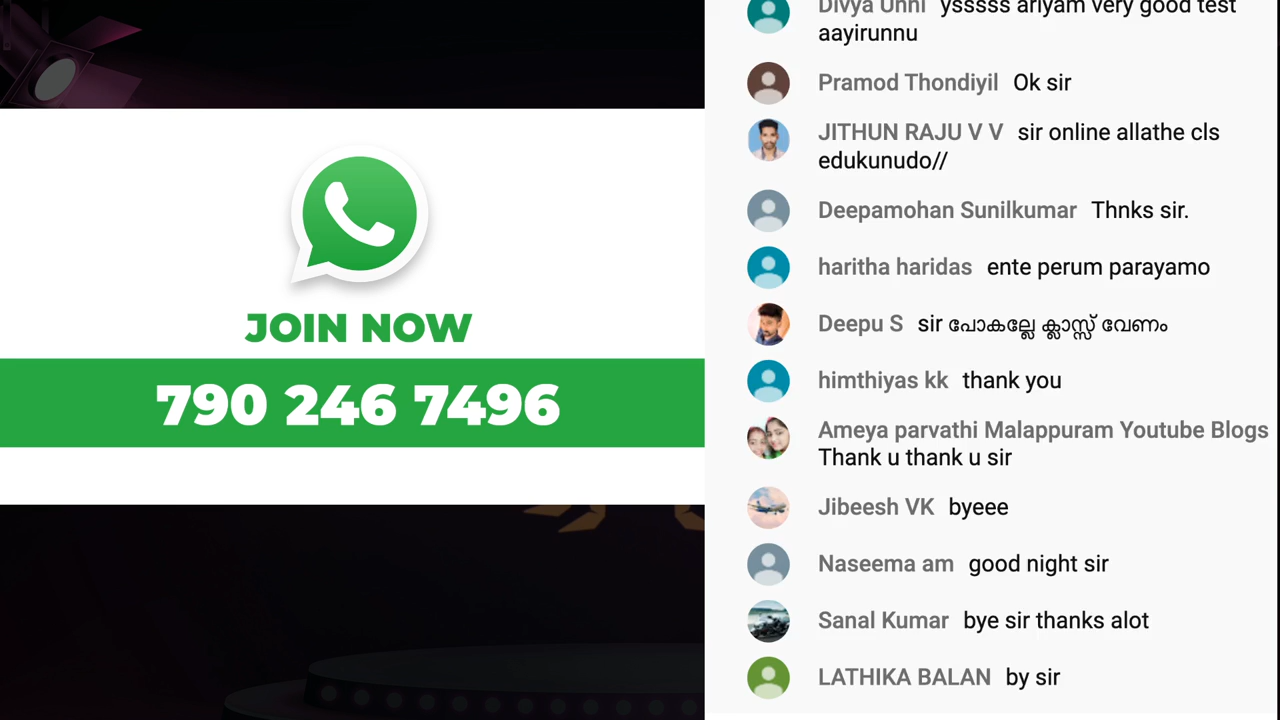 JOIN NOW
790 246 7496
Divya Unni ysssss ariyam very good test
aayirunnu
Pramod Thondiyil Ok sir
JITHUN RAJU V V sir online allathe cls
edukunudo//
Deepamohan Sunilkumar Thnks sir.
haritha haridas ente perum parayamo
Deepu S sir പോകല്ലേ ക്ലാസ്സ് വേണം
himthiyas kk thank you
Ameya parvathi Malappuram Youtube Blogs
Thank u thank u sir
Jibeesh VK byeee
Naseema am good night sir
Sanal Kumar bye sir thanks alot
LATHIKA BALAN by sir